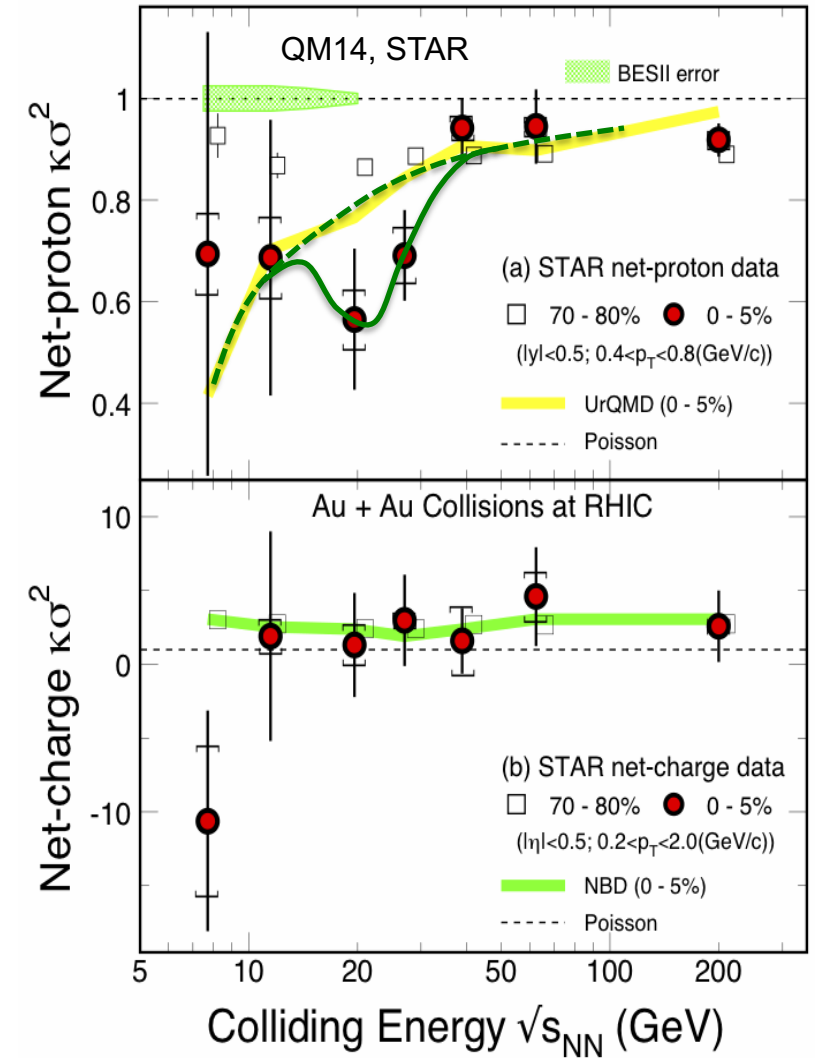 QM14, STAR
BESII error
Net-proton κσ²
1
0.8
0.6
0.4
(a) STAR net-proton data
70 - 80% 0 - 5%
(|y|<0.5; 0.4<p_T<0.8(GeV/c))
UrQMD (0 - 5%)
Poisson
Au + Au Collisions at RHIC
Net-charge κσ²
10
0
-10
(b) STAR net-charge data
70 - 80% 0 - 5%
(|η|<0.5; 0.2<p_T<2.0(GeV/c))
NBD (0 - 5%)
Poisson
5 10 20 50 100 200
Colliding Energy √s_NN (GeV)